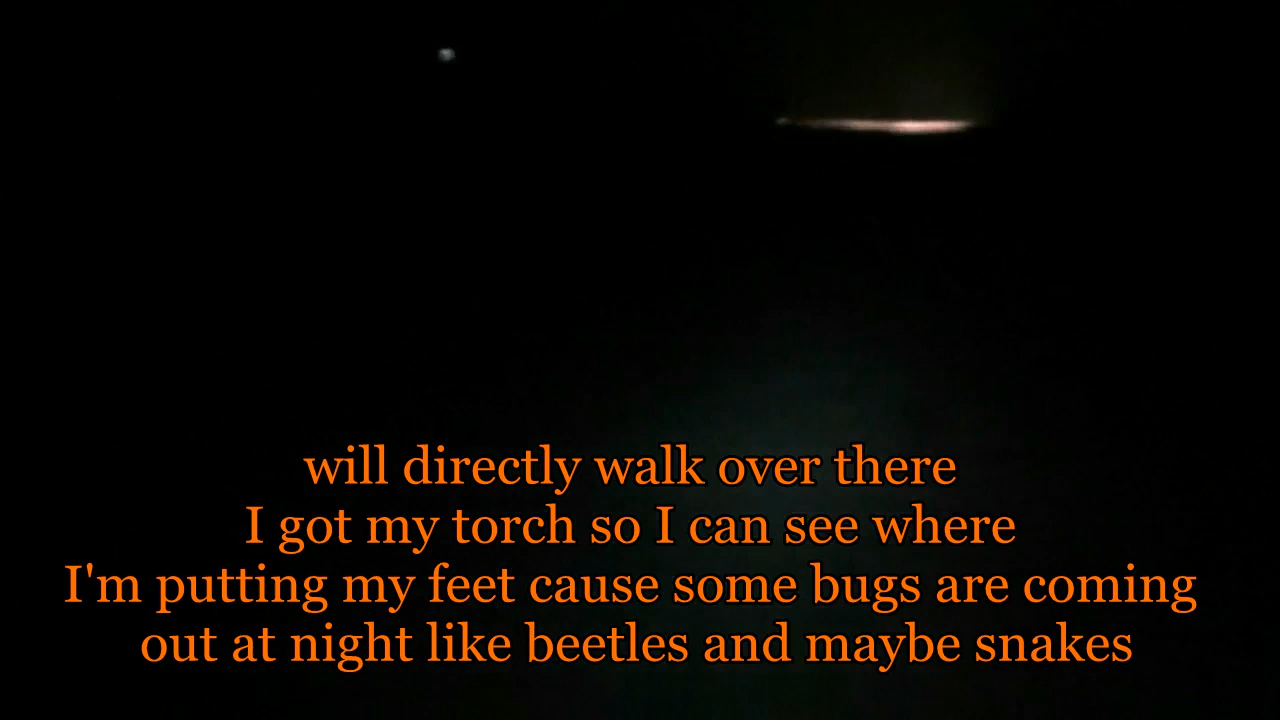 will directly walk over there
I got my torch so I can see where
I'm putting my feet cause some bugs are coming
out at night like beetles and maybe snakes